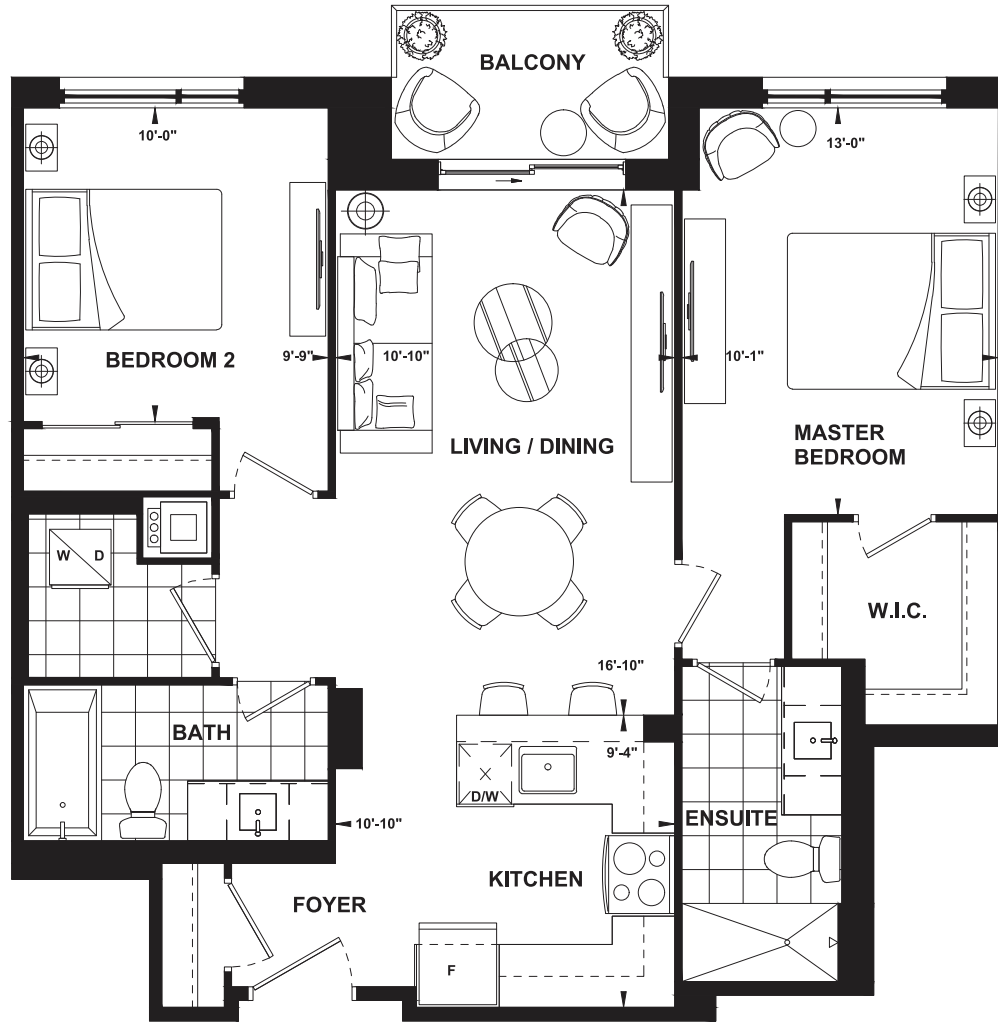 BALCONY
10'-0"
13'-0"
BEDROOM 2
9'-9"
10'-10"
10'-1"
LIVING / DINING
MASTER
BEDROOM
W
D
W.I.C.
16'-10"
BATH
9'-4"
D/W
10'-10"
ENSUITE
KITCHEN
FOYER
F